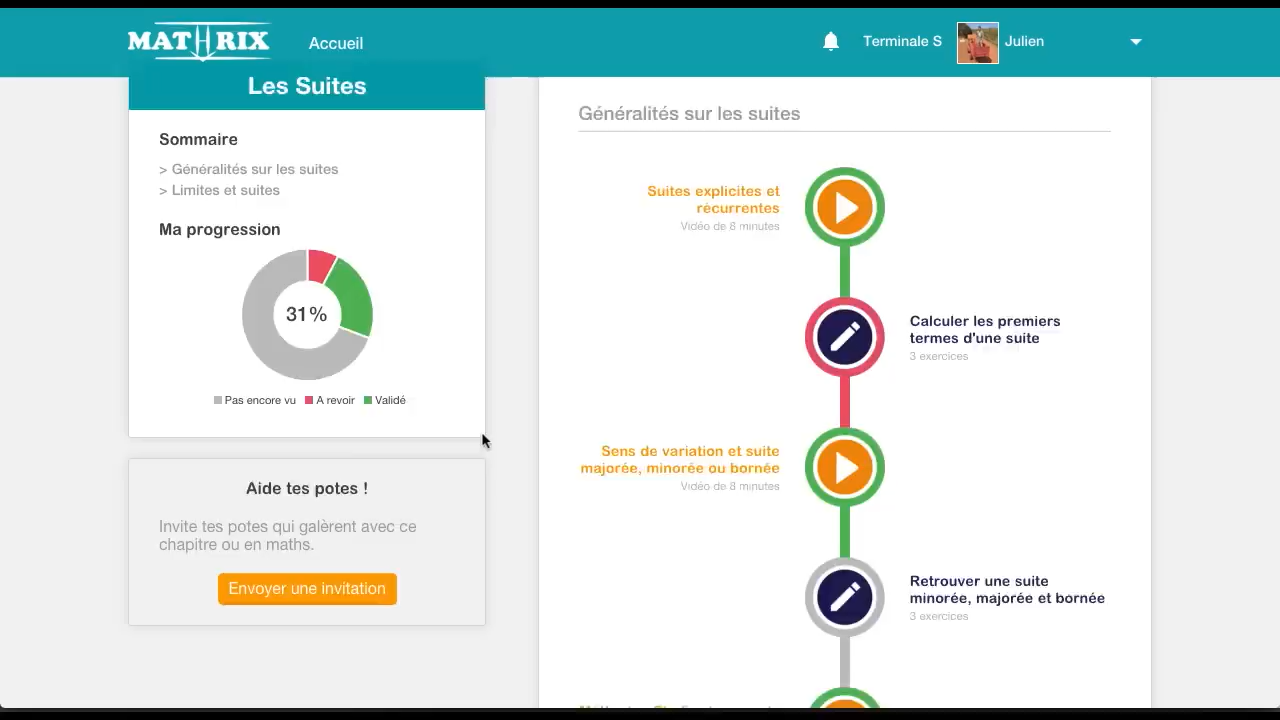 MATHRIX
Accueil
Terminale S
Julien
Les Suites
Sommaire
> Généralités sur les suites
> Limites et suites
Ma progression
31%
Pas encore vu
A revoir
Validé
Aide tes potes !
Invite tes potes qui galèrent avec ce
chapitre ou en maths.
Envoyer une invitation
Généralités sur les suites
Suites explicites et
récurrentes
Vidéo de 8 minutes
Calculer les premiers
termes d'une suite
3 exercices
Sens de variation et suite
majorée, minorée ou bornée
Vidéo de 8 minutes
Retrouver une suite
minorée, majorée et bornée
3 exercices